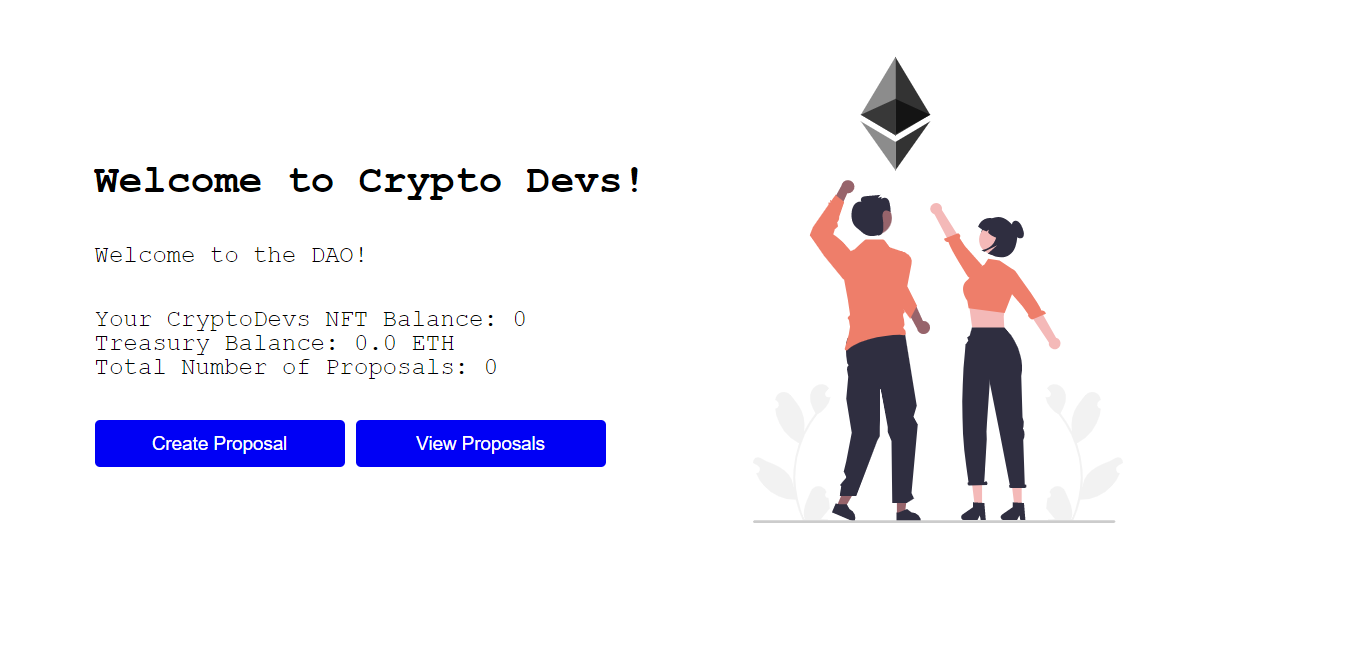 Welcome to Crypto Devs!
Welcome to the DAO!
Your CryptoDevs NFT Balance: 0
Treasury Balance: 0.0 ETH
Total Number of Proposals: 0
Create Proposal
View Proposals